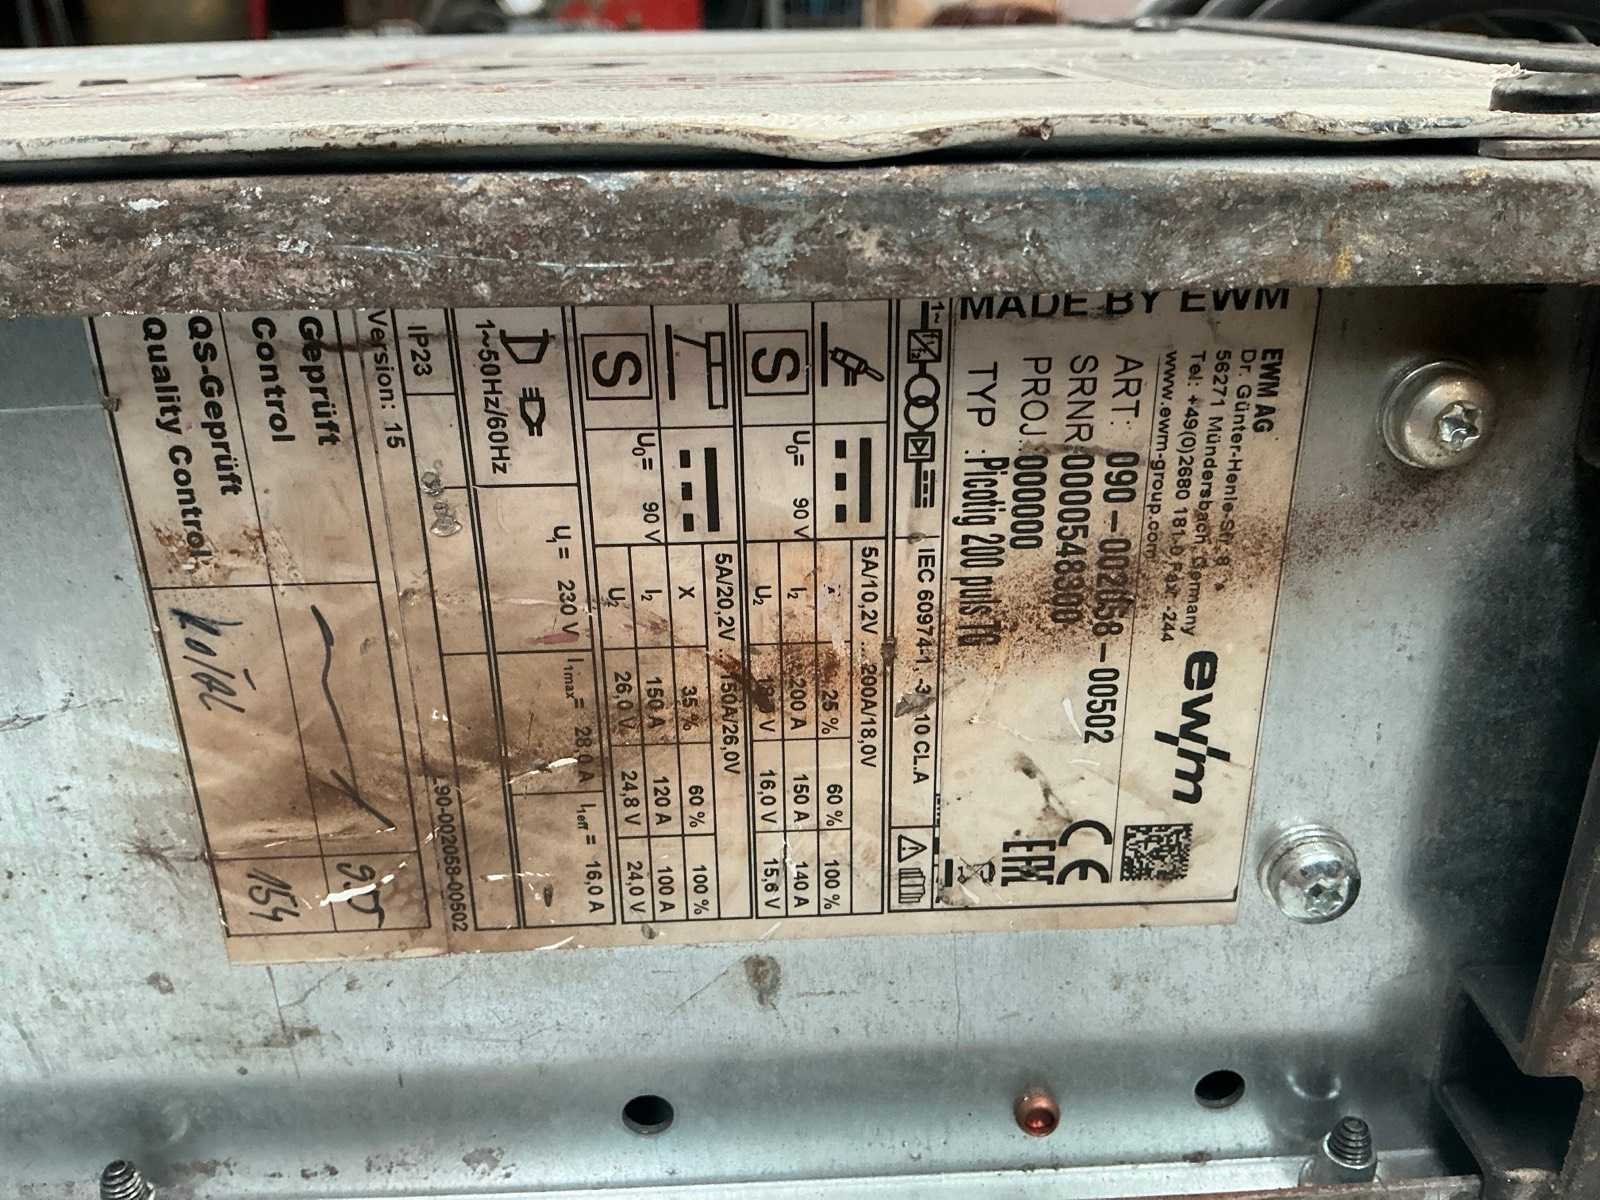 MADE BY EWM
EWM AG
Dr. Günter-Henle-Str. 8
56271 Mündersbach, Germany
Tel: +49(0)2680 181-0 Fax: -244
www.ewm-group.com
ewm
ART: 090-002058-00502
SRNR: 0000548300
PROJ.: 000000
TYP : Picotig 200 puls TG
CE
EAC
1~
IEC 60974-1, -3, -10 CL.A
5A/10,2V ... 200A/18,0V
S
U₀= 90 V
25 % 60 % 100 %
I₂ 200 A 150 A 140 A
U₂ 16,0 V 15,6 V
5A/20,2V ... 150A/26,0V
S
U₀= 90 V
X 35 % 60 % 100 %
I₂ 150 A 120 A 100 A
U₂ 26,0 V 24,8 V 24,0 V
1~50Hz/60Hz
U₁= 230 V
I₁max= 28,0 A
I₁eff = 16,0 A
IP23
90-002058-00502
Version: 15
Geprüft
Control
QS-Geprüft
Quality Control
154